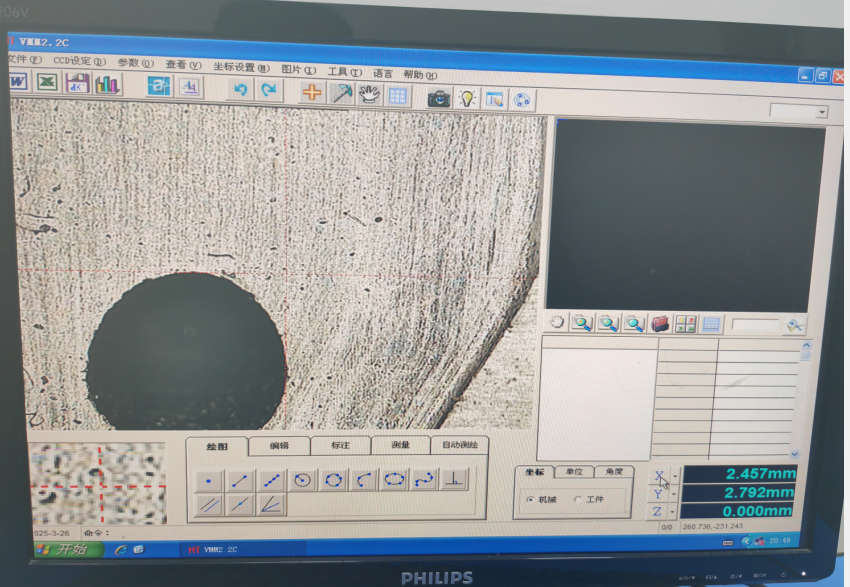 206V
VMM2.2C
文件(F) CCD设定(D) 参数(O) 查看(V) 坐标设置(M) 图片(I) 工具(T) 语言 帮助(H)
绘图 编辑 标注 测量 自动测绘
坐标 单位 角度
机械 工件
X 2.457mm
Y 2.792mm
Z 0.000mm
025-3-26 命令: 0/0 260.736,-231.243
开始 VMM2.2C 20:49
PHILIPS